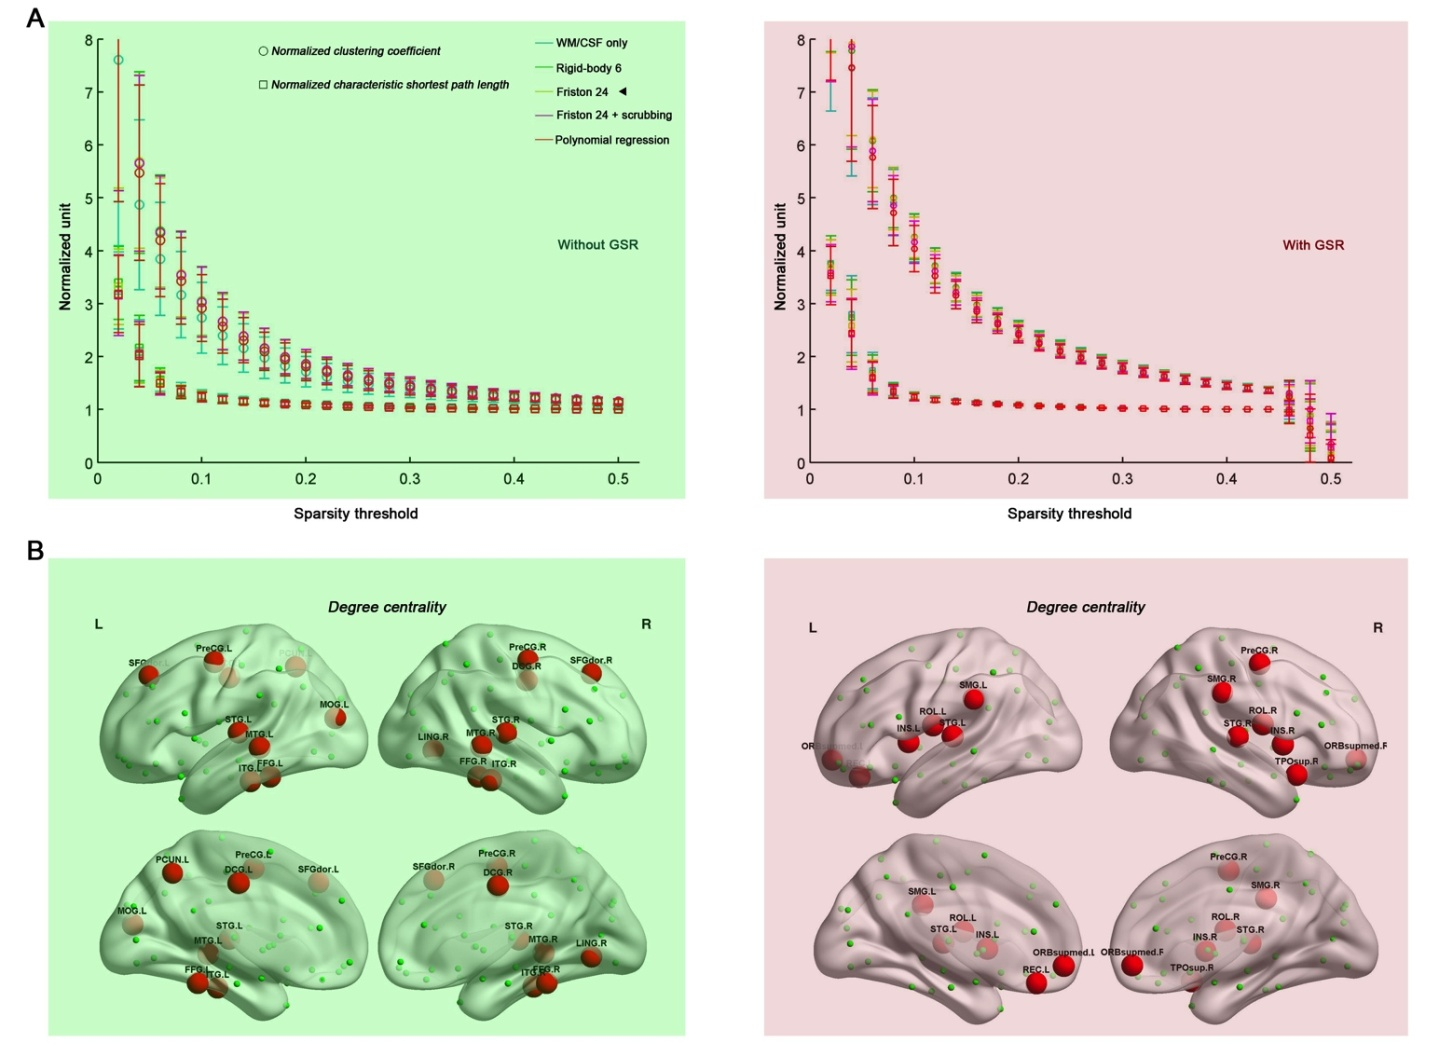 A
8
7
6
5
4
3
2
1
0
Normalized unit
Normalized clustering coefficient
Normalized characteristic shortest path length
WM/CSF only
Rigid-body 6
Friston 24
Friston 24 + scrubbing
Polynomial regression
Without GSR
0 0.1 0.2 0.3 0.4 0.5
Sparsity threshold
8
7
6
5
4
3
2
1
0
Normalized unit
With GSR
0 0.1 0.2 0.3 0.4 0.5
Sparsity threshold
B
Degree centrality
L R
SFGdor.L PreCG.L PCUN.L
MOG.L
STG.L
MTG.L
ITG.L FFG.L
PreCG.R
DCG.R SFGdor.R
STG.R
LING.R MTG.R
FFG.R ITG.R
PCUN.L PreCG.L
DCG.L SFGdor.L
MOG.L
STG.L
MTG.L
FFG.L ITG.L
PreCG.R
SFGdor.R DCG.R
STG.R
MTG.R LING.R
ITG.R FFG.R
Degree centrality
L R
SMG.L
ROL.L
INS.L STG.L
ORBsupmed.L
REC.L
PreCG.R
SMG.R
ROL.R
STG.R INS.R
ORBsupmed.R
TPOsup.R
SMG.L
ROL.L
STG.L INS.L
ORBsupmed.L
REC.L
PreCG.R
SMG.R
ROL.R
INS.R STG.R
ORBsupmed.R
TPOsup.R